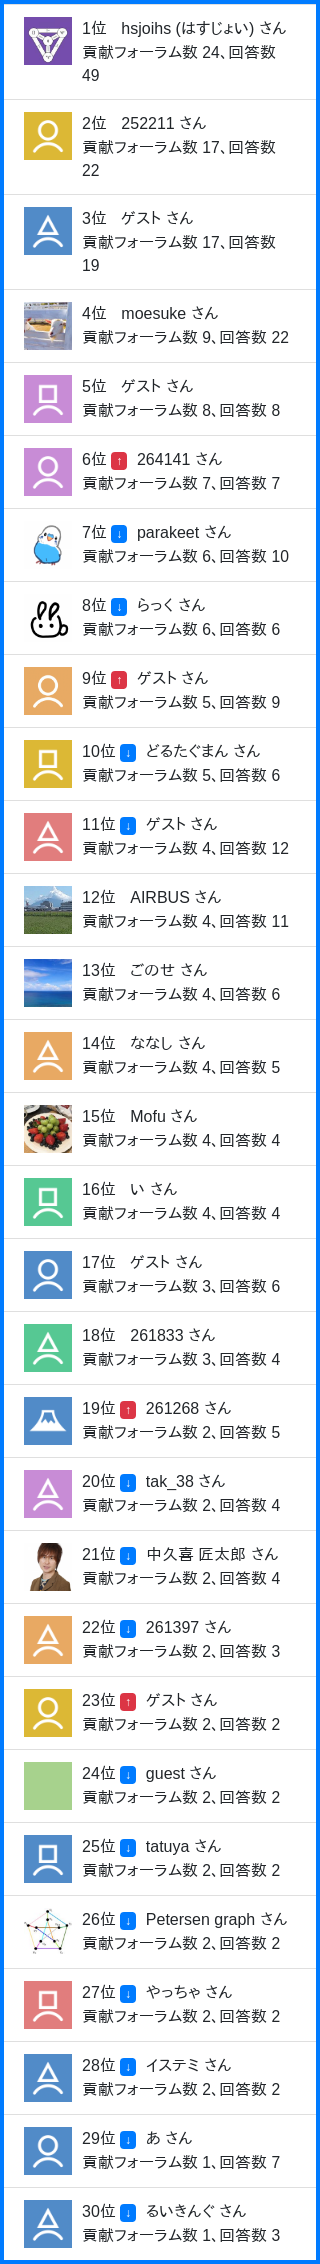 1位 hsjoihs (はすじょい) さん
貢献フォーラム数 24、回答数
49
2位 252211 さん
貢献フォーラム数 17、回答数
22
3位 ゲスト さん
貢献フォーラム数 17、回答数
19
4位 moesuke さん
貢献フォーラム数 9、回答数 22
5位 ゲスト さん
貢献フォーラム数 8、回答数 8
6位 ↑ 264141 さん
貢献フォーラム数 7、回答数 7
7位 ↓ parakeet さん
貢献フォーラム数 6、回答数 10
8位 ↓ らっく さん
貢献フォーラム数 6、回答数 6
9位 ↑ ゲスト さん
貢献フォーラム数 5、回答数 9
10位 ↓ どるたぐまん さん
貢献フォーラム数 5、回答数 6
11位 ↓ ゲスト さん
貢献フォーラム数 4、回答数 12
12位 AIRBUS さん
貢献フォーラム数 4、回答数 11
13位 ごのせ さん
貢献フォーラム数 4、回答数 6
14位 ななし さん
貢献フォーラム数 4、回答数 5
15位 Mofu さん
貢献フォーラム数 4、回答数 4
16位 い さん
貢献フォーラム数 4、回答数 4
17位 ゲスト さん
貢献フォーラム数 3、回答数 6
18位 261833 さん
貢献フォーラム数 3、回答数 4
19位 ↑ 261268 さん
貢献フォーラム数 2、回答数 5
20位 ↓ tak_38 さん
貢献フォーラム数 2、回答数 4
21位 ↓ 中久喜 匠太郎 さん
貢献フォーラム数 2、回答数 4
22位 ↓ 261397 さん
貢献フォーラム数 2、回答数 3
23位 ↑ ゲスト さん
貢献フォーラム数 2、回答数 2
24位 ↓ guest さん
貢献フォーラム数 2、回答数 2
25位 ↓ tatuya さん
貢献フォーラム数 2、回答数 2
26位 ↓ Petersen graph さん
貢献フォーラム数 2、回答数 2
27位 ↓ やっちゃ さん
貢献フォーラム数 2、回答数 2
28位 ↓ イステミ さん
貢献フォーラム数 2、回答数 2
29位 ↓ あ さん
貢献フォーラム数 1、回答数 7
30位 ↓ るいきんぐ さん
貢献フォーラム数 1、回答数 3